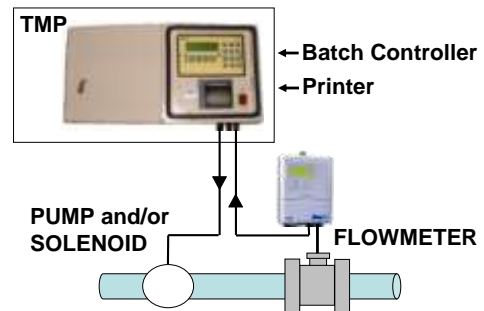 TMP
Batch Controller
Printer
PUMP and/or
SOLENOID
FLOWMETER